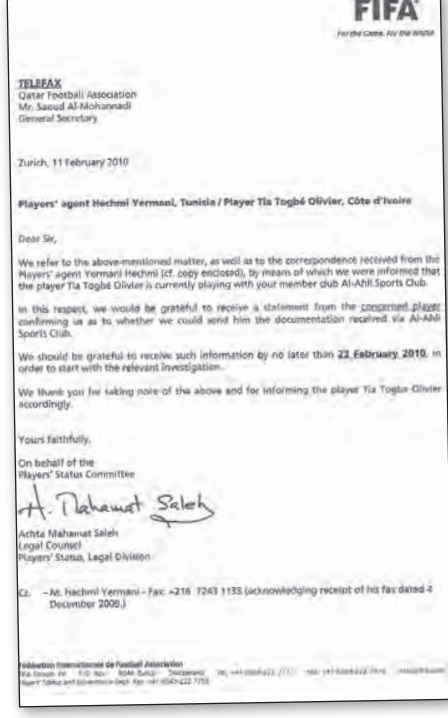 FIFA
For the Game. For the World.
TELEFAX
Qatar Football Association
Mr. Saoud Al-Mohannadi
General Secretary
Zurich, 11 February 2010
Players' agent Hechmi Yermani, Tunisia / Player Tia Togbé Olivier, Côte d'Ivoire
Dear Sir,
We refer to the above-mentioned matter, as well as to the correspondence received from the
Players' agent Yermani Hechmi (cf. copy enclosed), by means of which we were informed that
the player Tia Togbé Olivier is currently playing with your member club Al-Ahli Sports Club.
In this respect, we would be grateful to receive a statement from the concerned player
confirming us as to whether we could send him the documentation received via Al-Ahli
Sports Club.
We should be grateful to receive such information by no later than 22 February 2010, in
order to start with the relevant investigation.
We thank you for taking note of the above and for informing the player Tia Togbe Olivier
accordingly.
Yours faithfully,
On behalf of the
Players' Status Committee
H. Mahamat Saleh
Achta Mahamat Saleh
Legal Counsel
Players' Status, Legal Division
Cc. - M. Hechmi Yermani - Fax: +216 7243 1133 (acknowledging receipt of his fax dated 4
December 2009.)
Fédération Internationale de Football Association